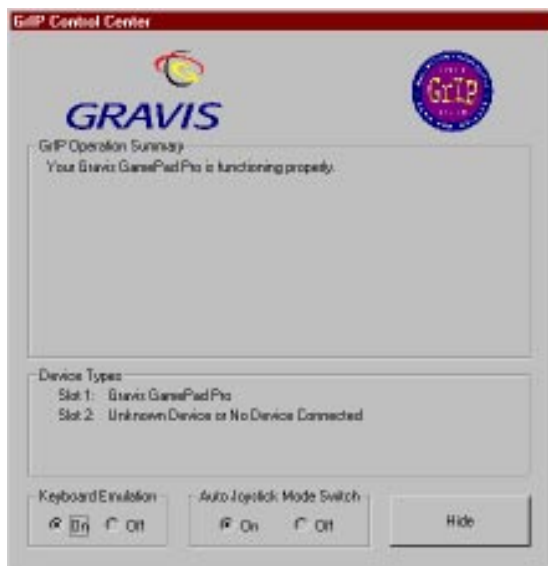 GrIP Control Center
GRAVIS
GrIP
GrIP Operation Summary
Your Gravis GamePad Pro is functioning properly.
Device Types
Slot 1: Gravis GamePad Pro
Slot 2: Unknown Device or No Device Connected
Keyboard Emulation
On Off
Auto Joystick Mode Switch
On Off
Hide